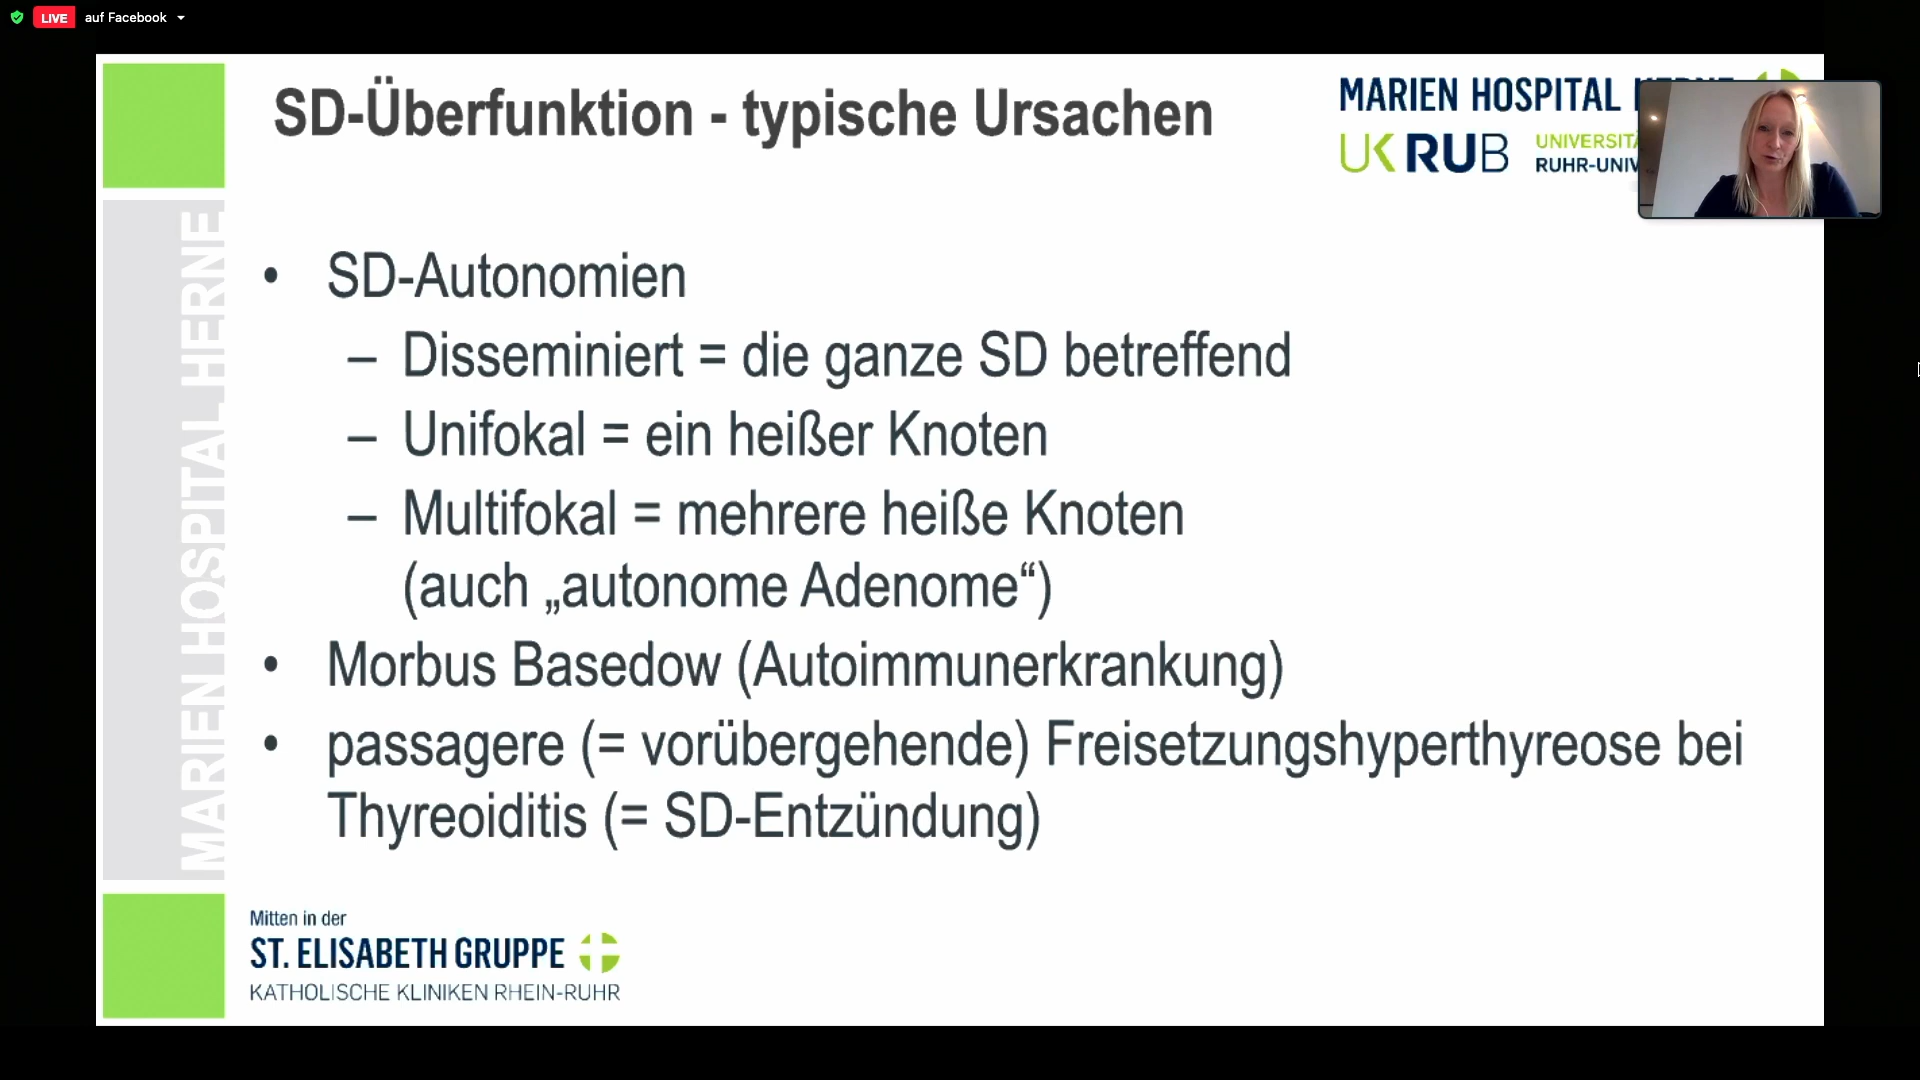 LIVE auf Facebook
SD-Überfunktion - typische Ursachen
MARIEN HOSPITAL
UK RUB
RUHR-UNIV
MARIEN HOSPITAL HERNE
• SD-Autonomien
– Disseminiert = die ganze SD betreffend
– Unifokal = ein heißer Knoten
– Multifokal = mehrere heiße Knoten
(auch „autonome Adenome“)
• Morbus Basedow (Autoimmunerkrankung)
• passagere (= vorübergehende) Freisetzungshyperthyreose bei
Thyreoiditis (= SD-Entzündung)
Mitten in der
ST. ELISABETH GRUPPE
KATHOLISCHE KLINIKEN RHEIN-RUHR